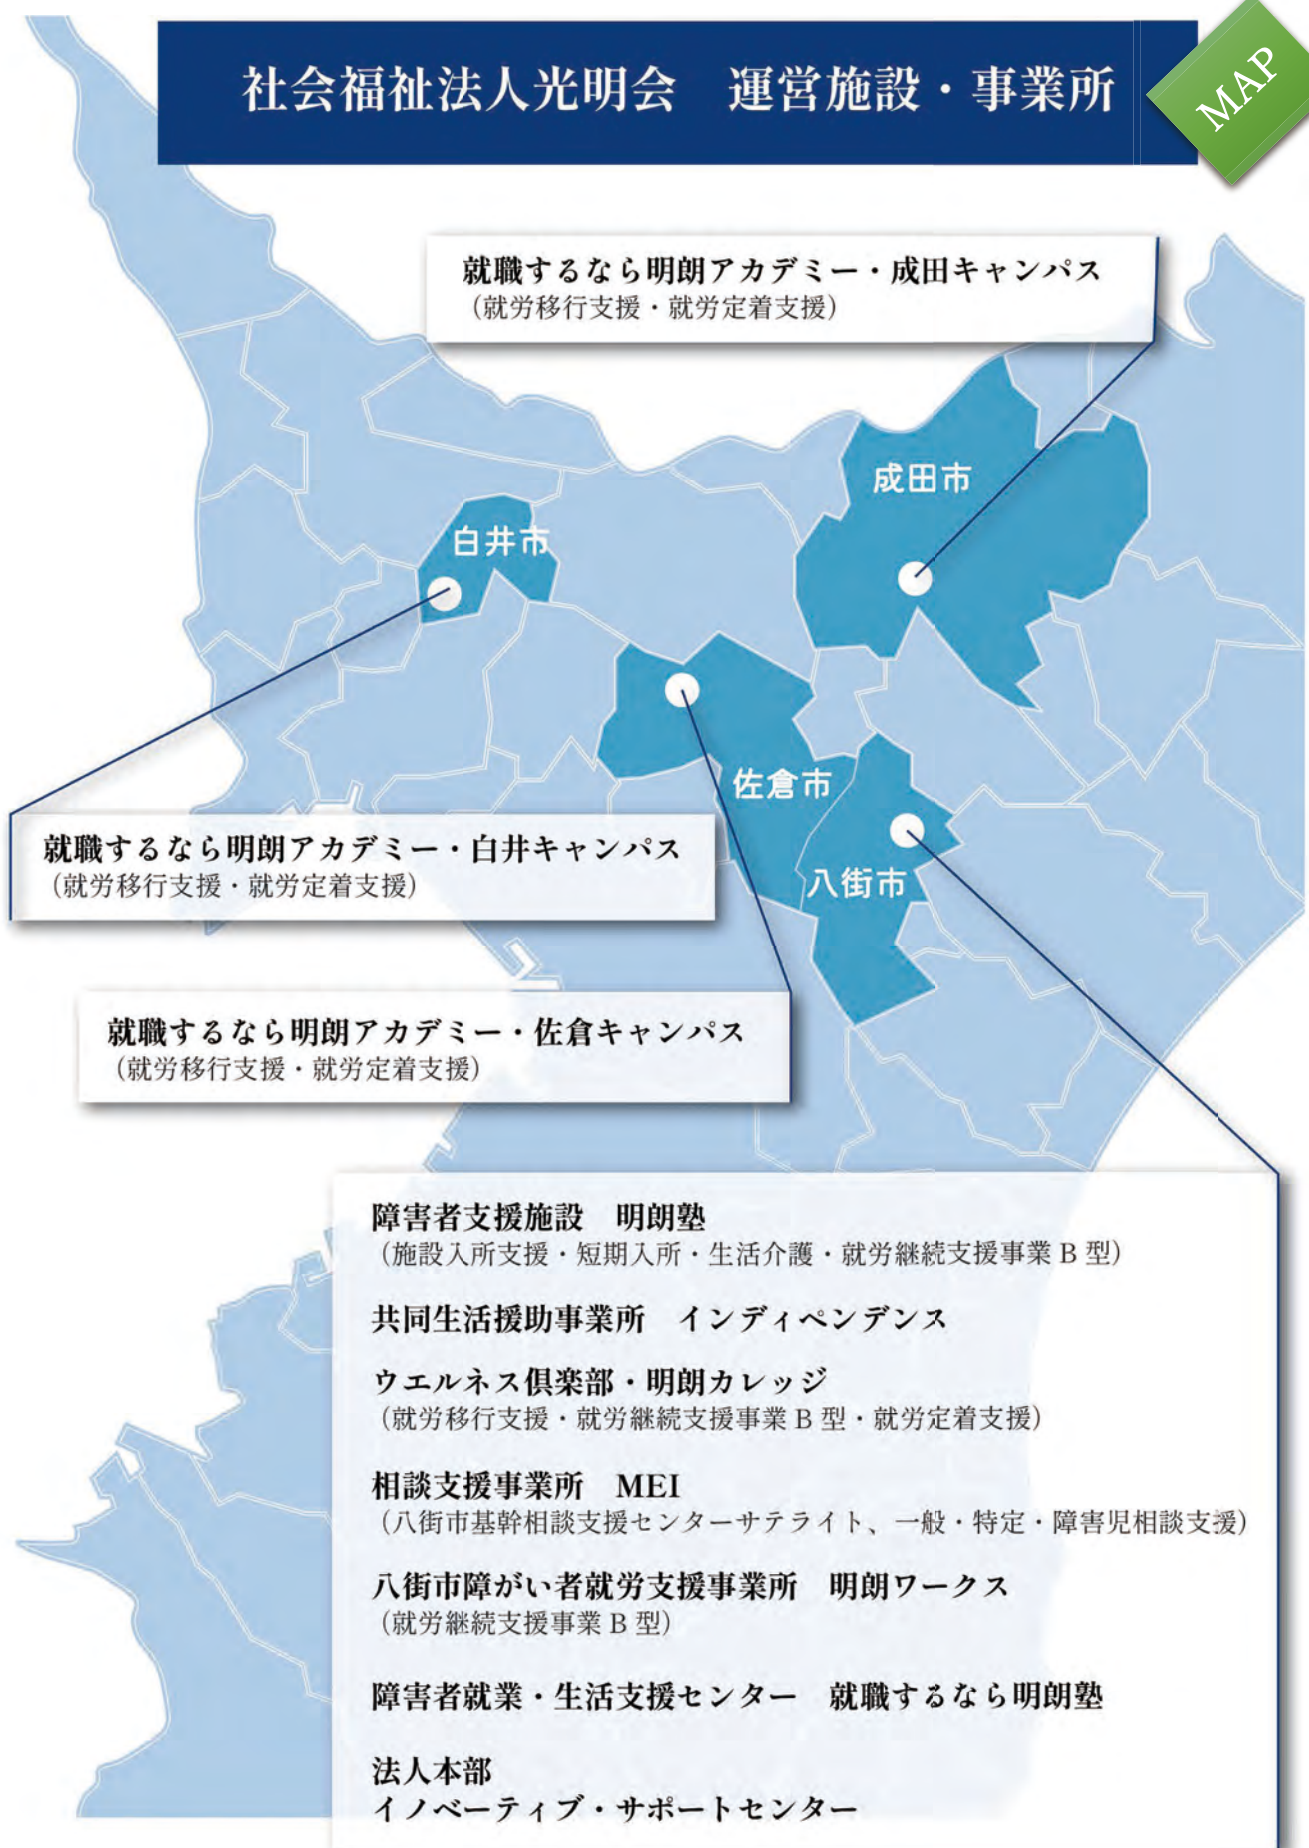 社会福祉法人光明会　運営施設・事業所
MAP
就職するなら明朗アカデミー・成田キャンパス
（就労移行支援・就労定着支援）
成田市
白井市
佐倉市
八街市
就職するなら明朗アカデミー・白井キャンパス
（就労移行支援・就労定着支援）
就職するなら明朗アカデミー・佐倉キャンパス
（就労移行支援・就労定着支援）
障害者支援施設　明朗塾
（施設入所支援・短期入所・生活介護・就労継続支援事業 B 型）
共同生活援助事業所　インディペンデンス
ウエルネス倶楽部・明朗カレッジ
（就労移行支援・就労継続支援事業 B 型・就労定着支援）
相談支援事業所　MEI
（八街市基幹相談支援センターサテライト、一般・特定・障害児相談支援）
八街市障がい者就労支援事業所　明朗ワークス
（就労継続支援事業 B 型）
障害者就業・生活支援センター　就職するなら明朗塾
法人本部
イノベーティブ・サポートセンター